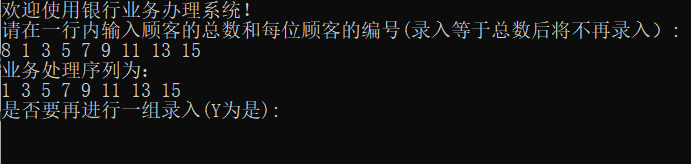 欢迎使用银行业务办理系统!
请在一行内输入顾客的总数和每位顾客的编号(录入等于总数后将不再录入）:
8 1 3 5 7 9 11 13 15
业务处理序列为:
1 3 5 7 9 11 13 15
是否要再进行一组录入(Y为是):